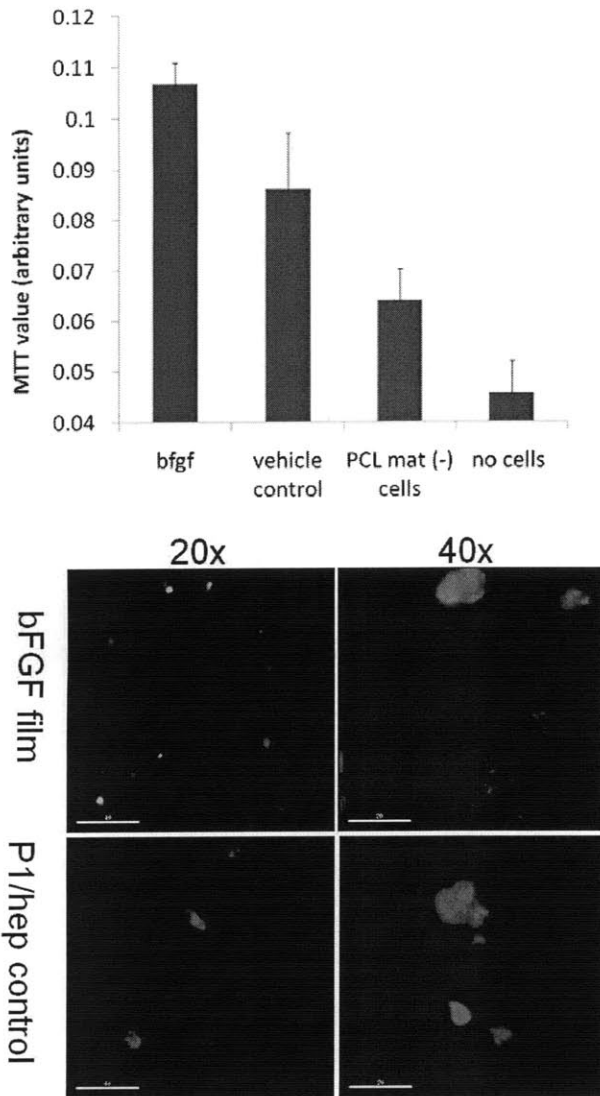 0.12
0.11
0.1
0.09
0.08
0.07
0.06
0.05
0.04
MTT value (arbitrary units)
bfgf
vehicle control
PCL mat (-) cells
no cells
20x
40x
bFGF film
P1/hep control